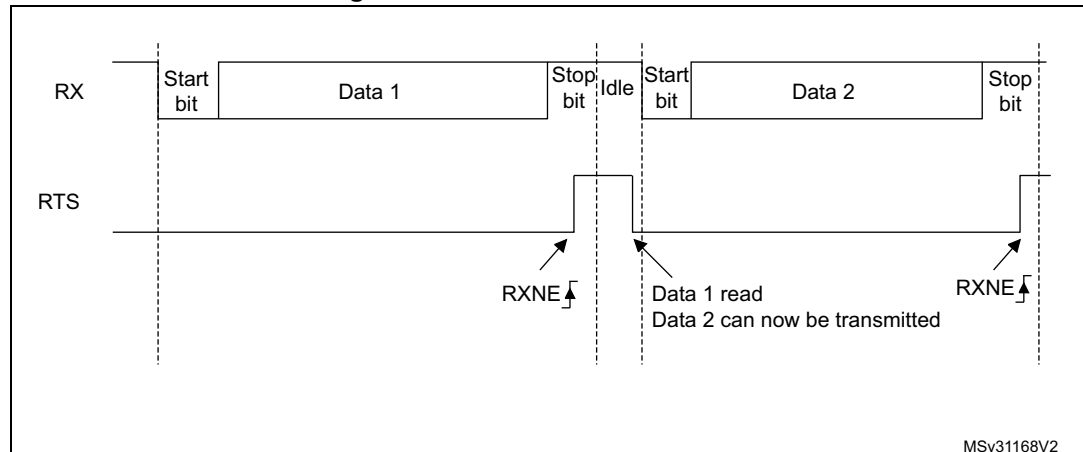 RX
Start bit
Data 1
Stop bit
Idle
Start bit
Data 2
Stop bit
RTS
RXNE
Data 1 read
Data 2 can now be transmitted
RXNE
MSv31168V2